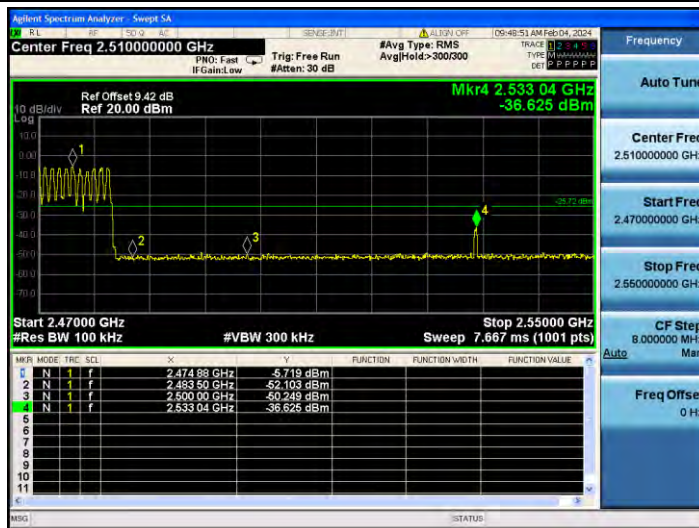 Agilent Spectrum Analyzer - Swept SA
RL RF 50 Ω AC SENSE:INT ALIGN OFF 09:48:51 AM Feb 04, 2024
Center Freq 2.510000000 GHz
PNO: Fast
IFGain:Low
Trig: Free Run
#Atten: 30 dB
#Avg Type: RMS
Avg|Hold:>300/300
TRACE 1 2 3 4 5 6
TYPE M
DET P P P P P P
Ref Offset 9.42 dB
Ref 20.00 dBm
10 dB/div
Log
Mkr4 2.533 04 GHz
-36.625 dBm
10.0
0.00
-10.0
-20.0
-30.0
-40.0
-50.0
-60.0
-70.0
-25.72 dBm
1
2
3
4
Start 2.47000 GHz
Stop 2.55000 GHz
#Res BW 100 kHz
#VBW 300 kHz
Sweep 7.667 ms (1001 pts)
MKR MODE TRC SCL X Y FUNCTION FUNCTION WIDTH FUNCTION VALUE
1 N 1 f 2.474 88 GHz -5.719 dBm
2 N 1 f 2.483 50 GHz -52.103 dBm
3 N 1 f 2.500 00 GHz -50.249 dBm
4 N 1 f 2.533 04 GHz -36.625 dBm
5
6
7
8
9
10
11
MSG
STATUS
Frequency
Auto Tune
Center Freq
2.510000000 GHz
Start Freq
2.470000000 GHz
Stop Freq
2.550000000 GHz
CF Step
8.000000 MHz
Auto Man
Freq Offset
0 Hz